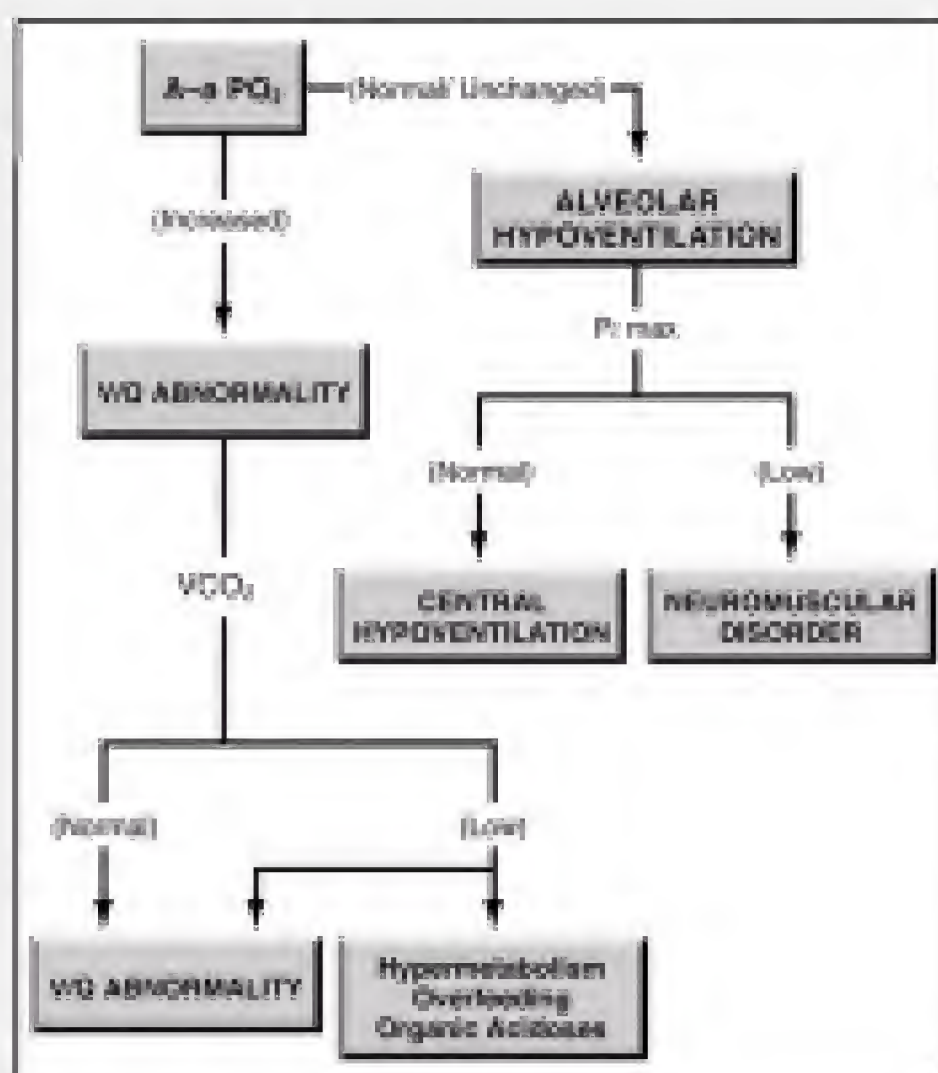 A-a PO₂
(Normal/ Unchanged)
(Increased)
ALVEOLAR
HYPOVENTILATION
PI max
V/Q ABNORMALITY
(Normal)
(Low)
VCO₂
CENTRAL
HYPOVENTILATION
NEUROMUSCULAR
DISORDER
(Normal)
(Low)
V/Q ABNORMALITY
Hypermetabolism
Overfeeding
Organic Acidoses